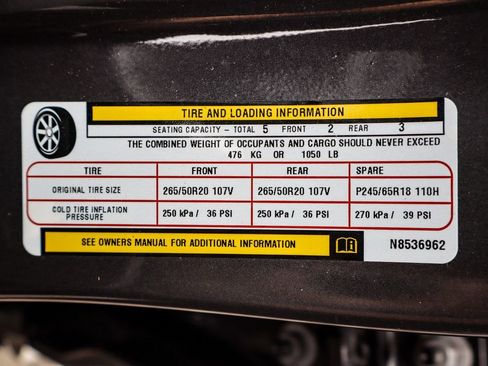 TIRE AND LOADING INFORMATION
SEATING CAPACITY - TOTAL 5 FRONT 2 REAR 3
THE COMBINED WEIGHT OF OCCUPANTS AND CARGO SHOULD NEVER EXCEED
476 KG OR 1050 LB
TIRE FRONT REAR SPARE
ORIGINAL TIRE SIZE 265/50R20 107V 265/50R20 107V P245/65R18 110H
COLD TIRE INFLATION PRESSURE 250 kPa / 36 PSI 250 kPa / 36 PSI 270 kPa / 39 PSI
SEE OWNERS MANUAL FOR ADDITIONAL INFORMATION N8536962